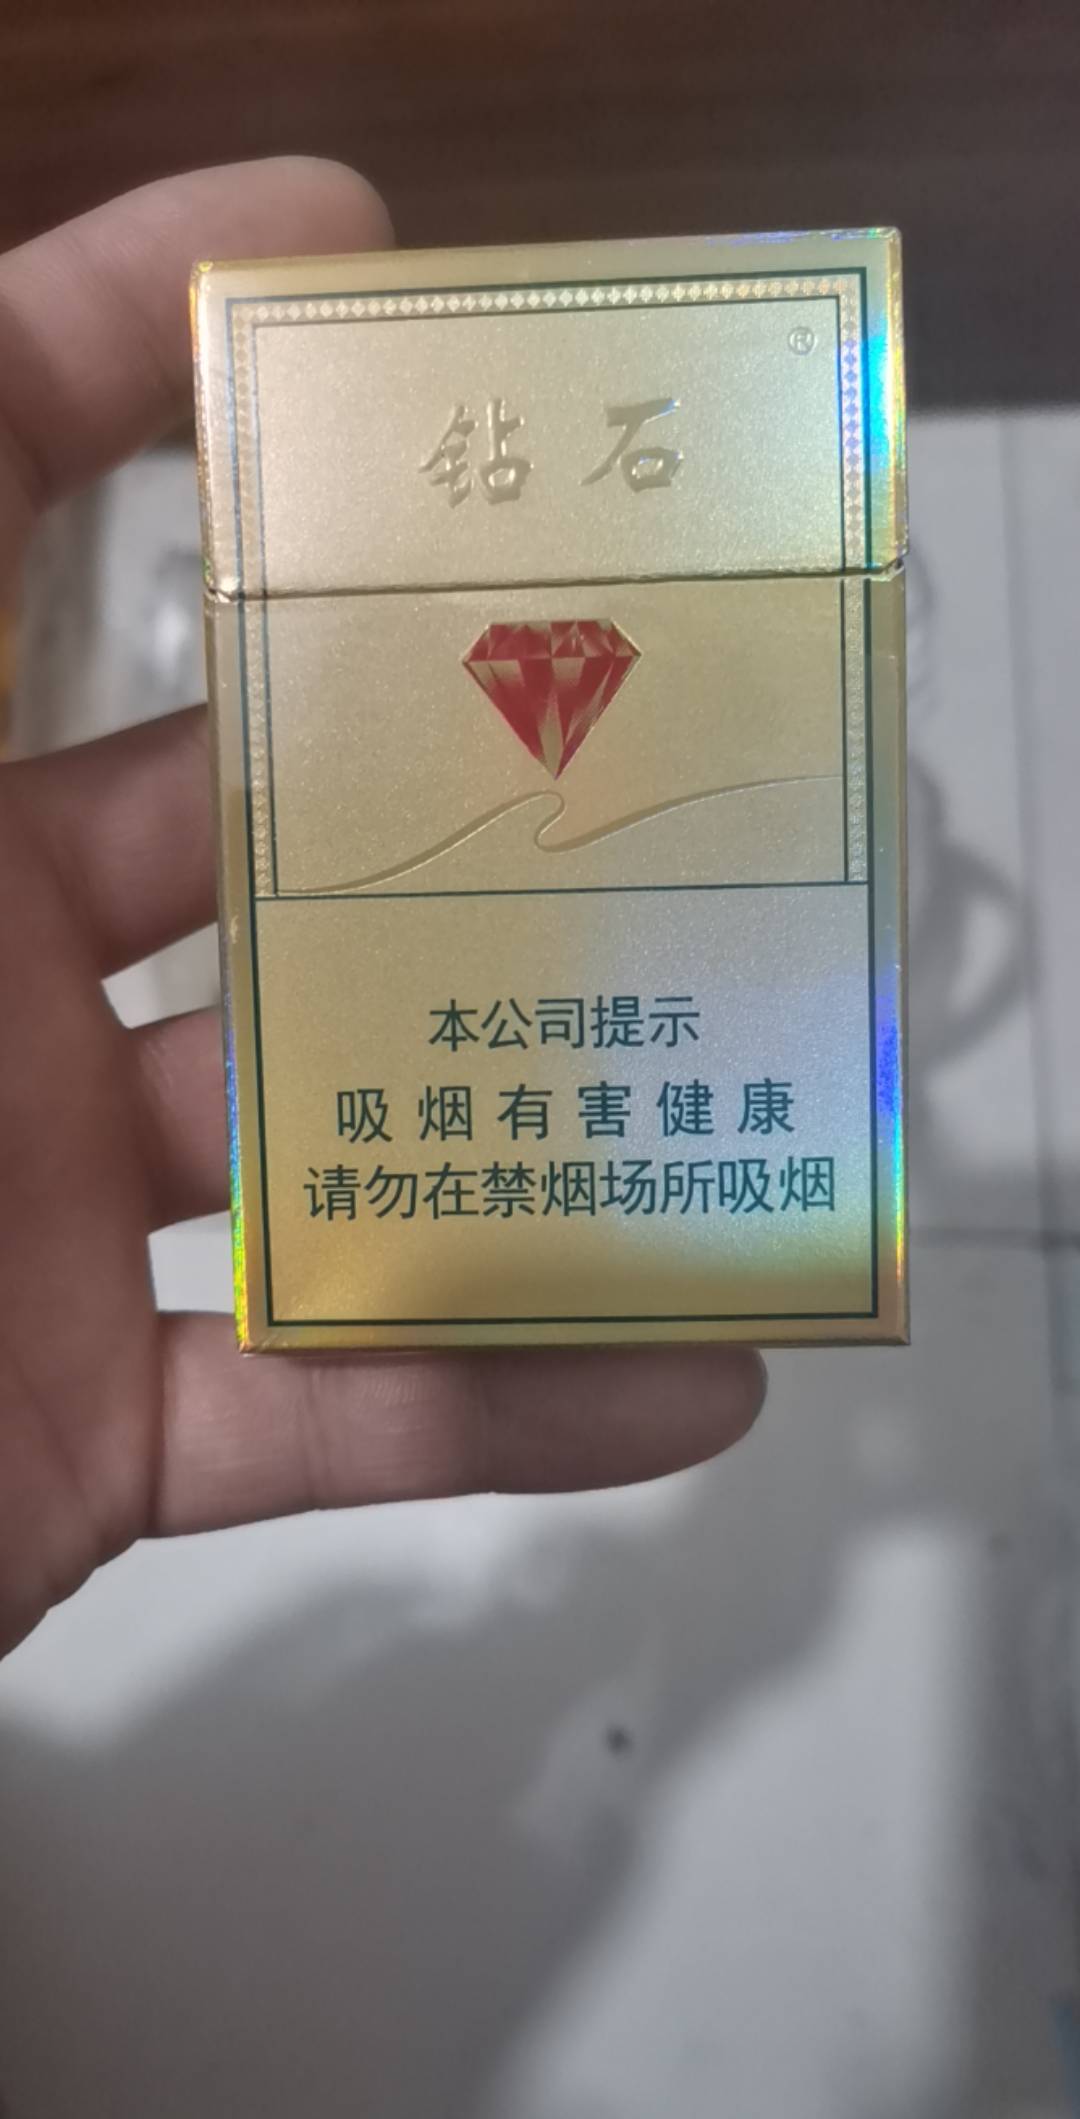 ®
钻石
本公司提示
吸烟有害健康
请勿在禁烟场所吸烟